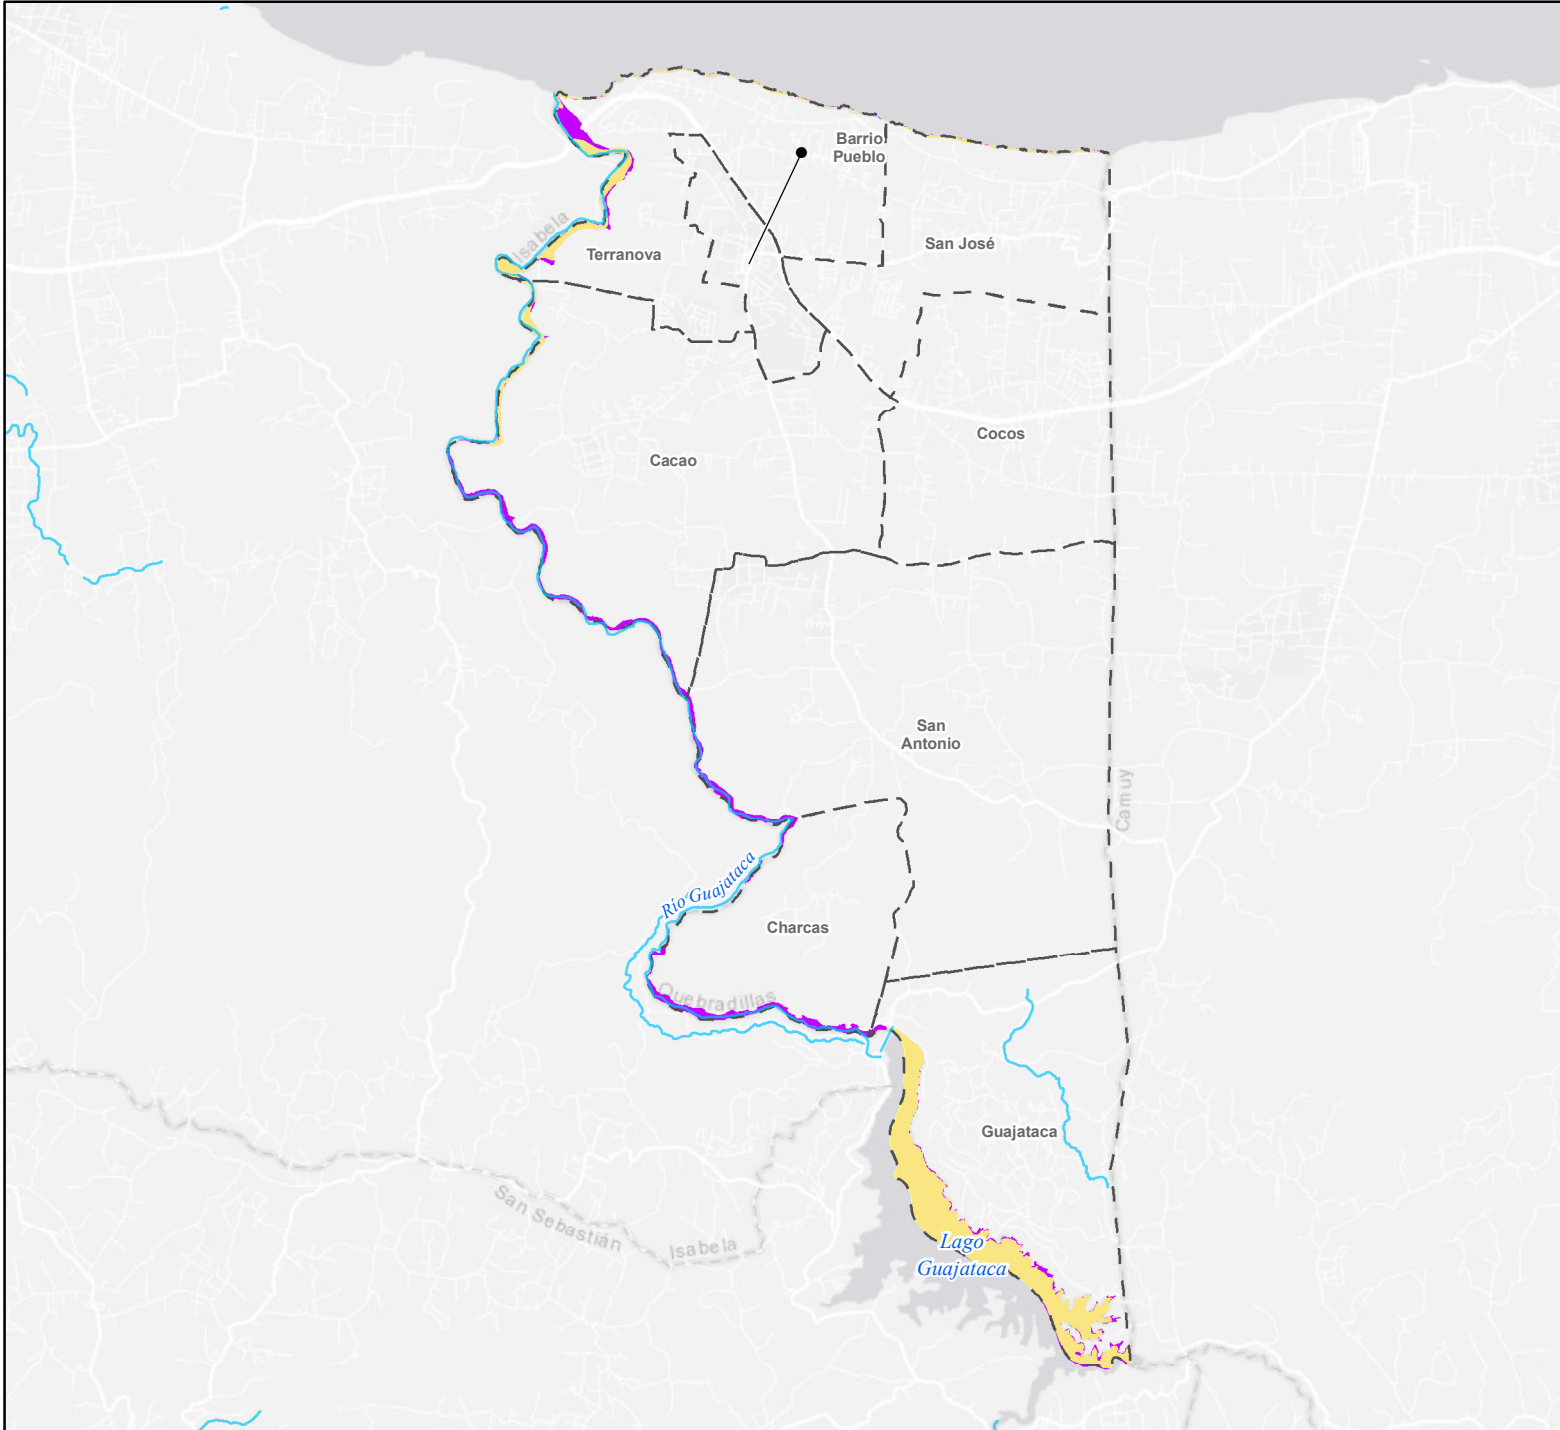 Barrio
Pueblo
Isabela
Terranova
San José
Cocos
Cacao
San
Antonio
Camuy
Río Guajataca
Charcas
Quebradillas
Guajataca
San Sebastián
Isabela
Lago
Guajataca